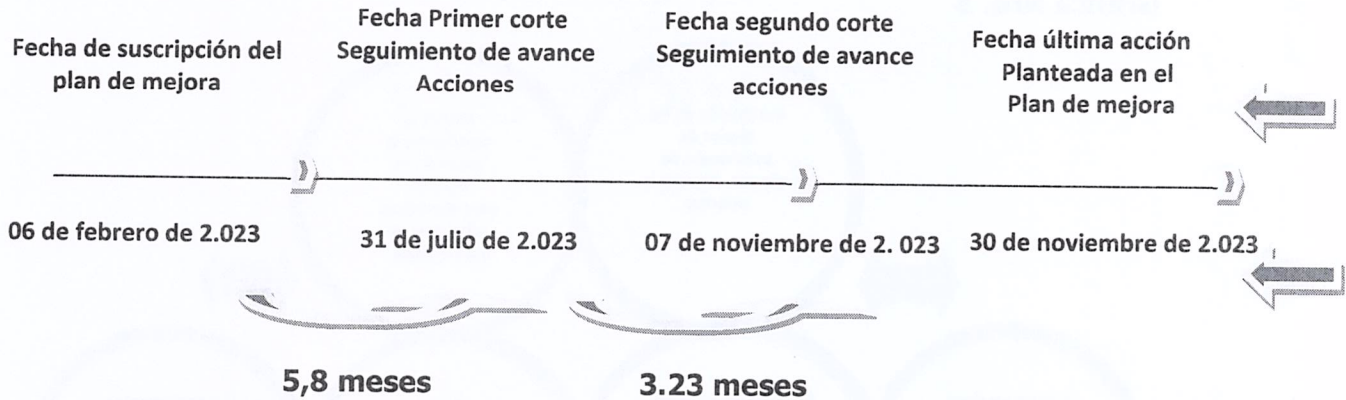 Fecha de suscripción del
plan de mejora
Fecha Primer corte
Seguimiento de avance
Acciones
Fecha segundo corte
Seguimiento de avance
acciones
Fecha última acción
Planteada en el
Plan de mejora
06 de febrero de 2.023
31 de julio de 2.023
07 de noviembre de 2. 023
30 de noviembre de 2.023
5,8 meses
3.23 meses